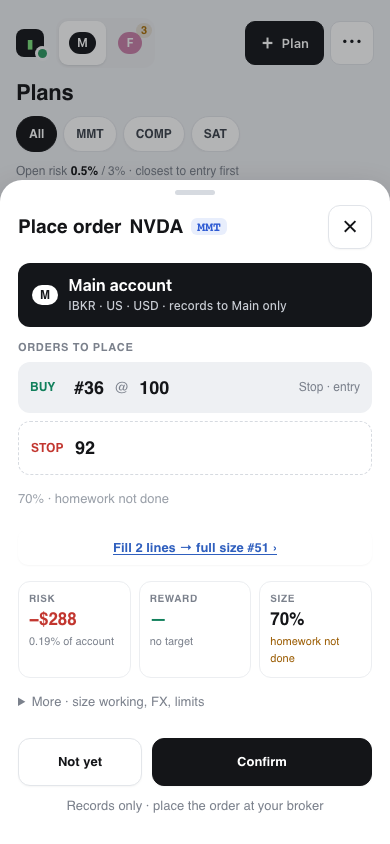 M
F
3
+ Plan
...
Plans
All
MMT
COMP
SAT
Open risk 0.5% / 3% · closest to entry first
Place order NVDA MMT
✕
M
Main account
IBKR · US · USD · records to Main only
ORDERS TO PLACE
BUY #36 @ 100 Stop · entry
STOP 92
70% · homework not done
Fill 2 lines → full size #51 ›
RISK
−$288
0.19% of account
REWARD
—
no target
SIZE
70%
homework not
done
▶ More · size working, FX, limits
Not yet
Confirm
Records only · place the order at your broker